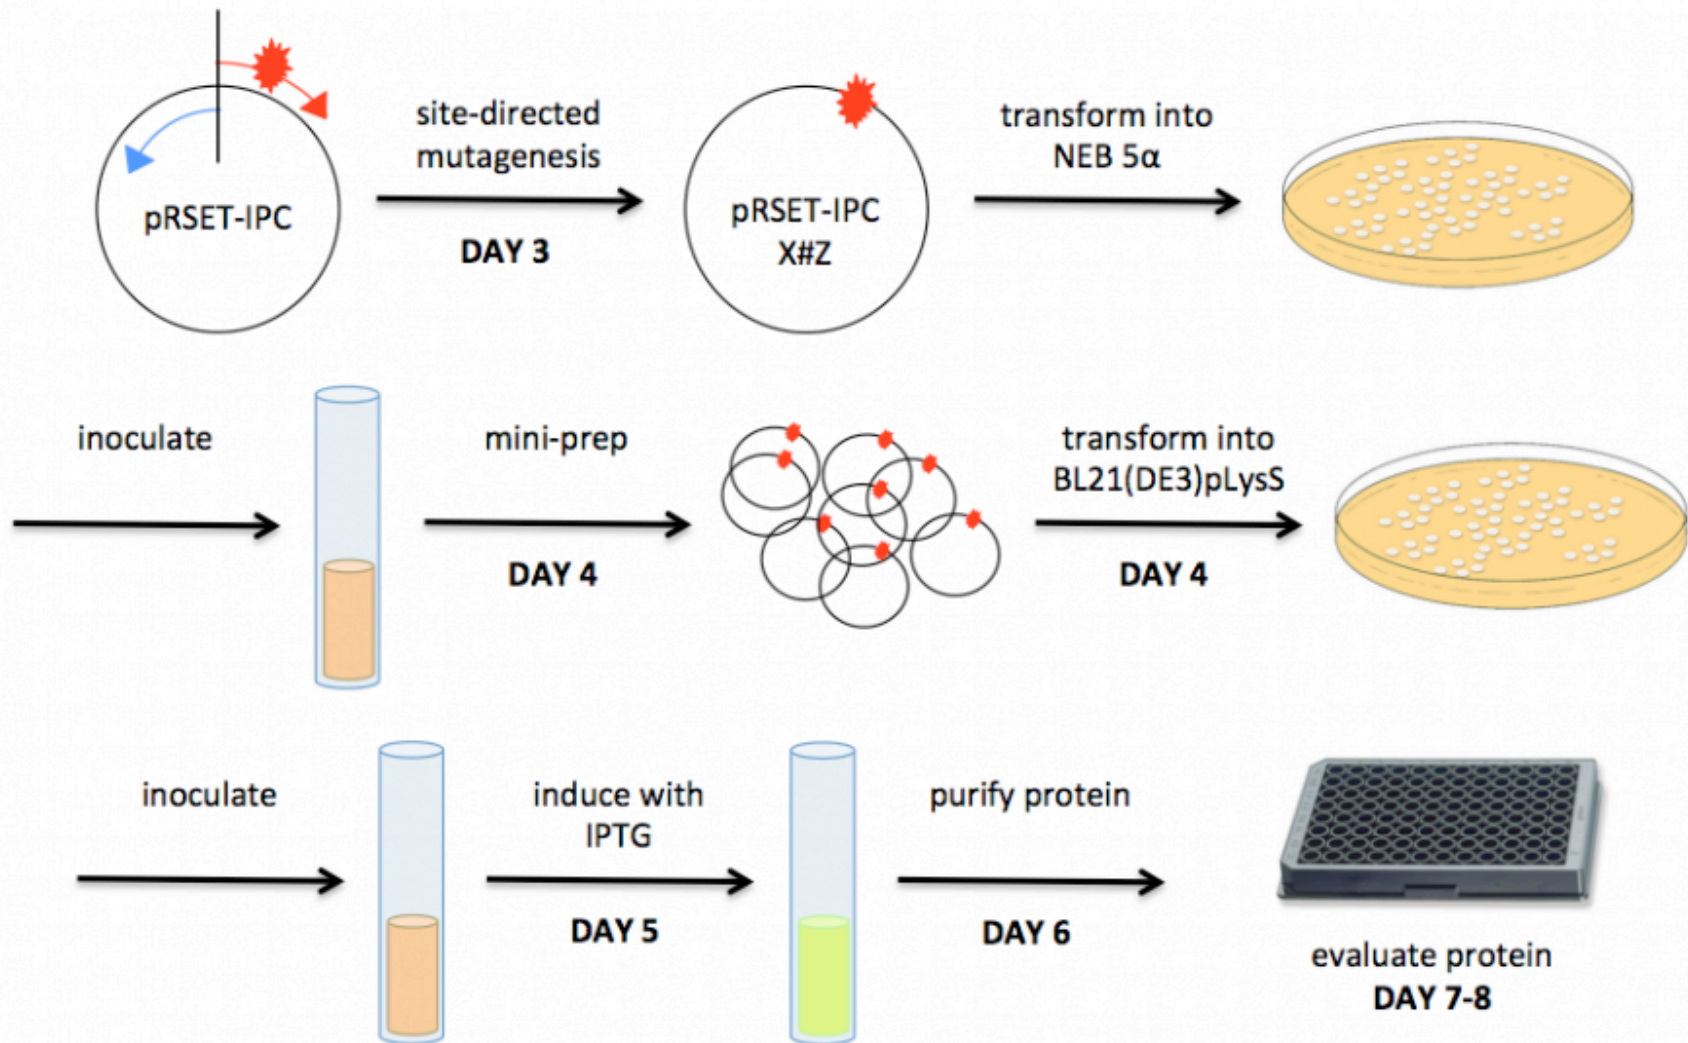 pRSET-IPC
site-directed
mutagenesis
DAY 3
pRSET-IPC
X#Z
transform into
NEB 5α
inoculate
mini-prep
DAY 4
transform into
BL21(DE3)pLysS
DAY 4
inoculate
induce with
IPTG
DAY 5
purify protein
DAY 6
evaluate protein
DAY 7-8